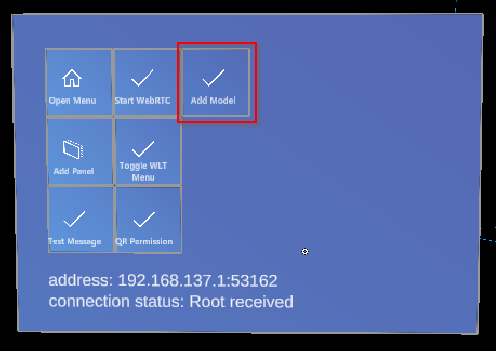 Open Menu
Start WebRTC
Add Model
Add Panel
Toggle WLT
Menu
Test Message
QR Permission
address: 192.168.137.1:53162
connection status: Root received